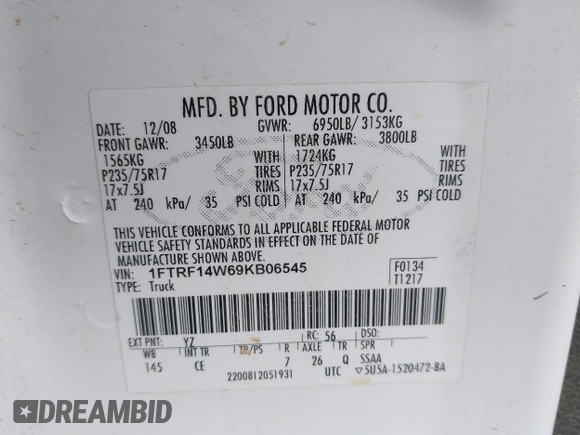 MFD. BY FORD MOTOR CO.
DATE: 12/08 GVWR: 6950LB/ 3153KG
FRONT GAWR: 3450LB REAR GAWR: 3800LB
1565KG WITH 1724KG WITH
P235/75R17 TIRES P235/75R17 TIRES
17x7.5J RIMS 17x7.5J RIMS
AT 240 kPa/ 35 PSI COLD AT 240 kPa/ 35 PSI COLD
THIS VEHICLE CONFORMS TO ALL APPLICABLE FEDERAL MOTOR
VEHICLE SAFETY STANDARDS IN EFFECT ON THE DATE OF
MANUFACTURE SHOWN ABOVE.
VIN: 1FTRF14W69KB06545 F0134
TYPE: Truck T1217
EXT PNT: YZ RC: 56 DSO:
WB INT TR TP/PS R AXLE TR SPR
145 CE 7 26 Q SSAA
2200812051931 UTC ▽5U5A-1520472-BA
DREAMBID